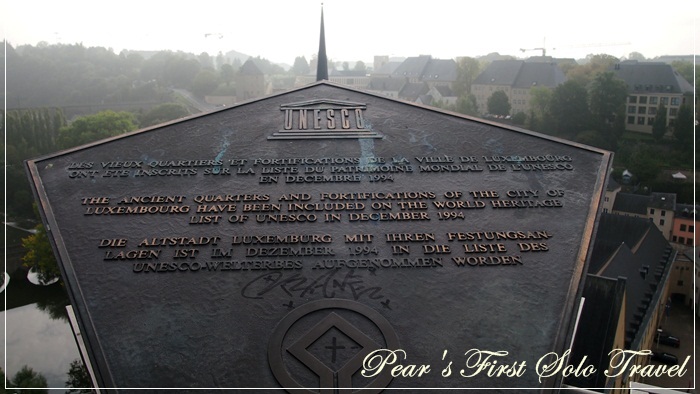 UNESCO
LES VIEUX QUARTIERS ET FORTIFICATIONS DE LA VILLE DE LUXEMBOURG
ONT ETE INSCRITS SUR LA LISTE DU PATRIMOINE MONDIAL DE L'UNESCO
EN DECEMBRE 1994
THE ANCIENT QUARTERS AND FORTIFICATIONS OF THE CITY OF
LUXEMBOURG HAVE BEEN INCLUDED ON THE WORLD HERITAGE
LIST OF UNESCO IN DECEMBER 1994
DIE ALTSTADT LUXEMBURG MIT IHREN FESTUNGSAN-
LAGEN IST IM DEZEMBER 1994 IN DIE LISTE DES
UNESCO-WELTERBES AUFGENOMMEN WORDEN
Pear's First Solo Travel